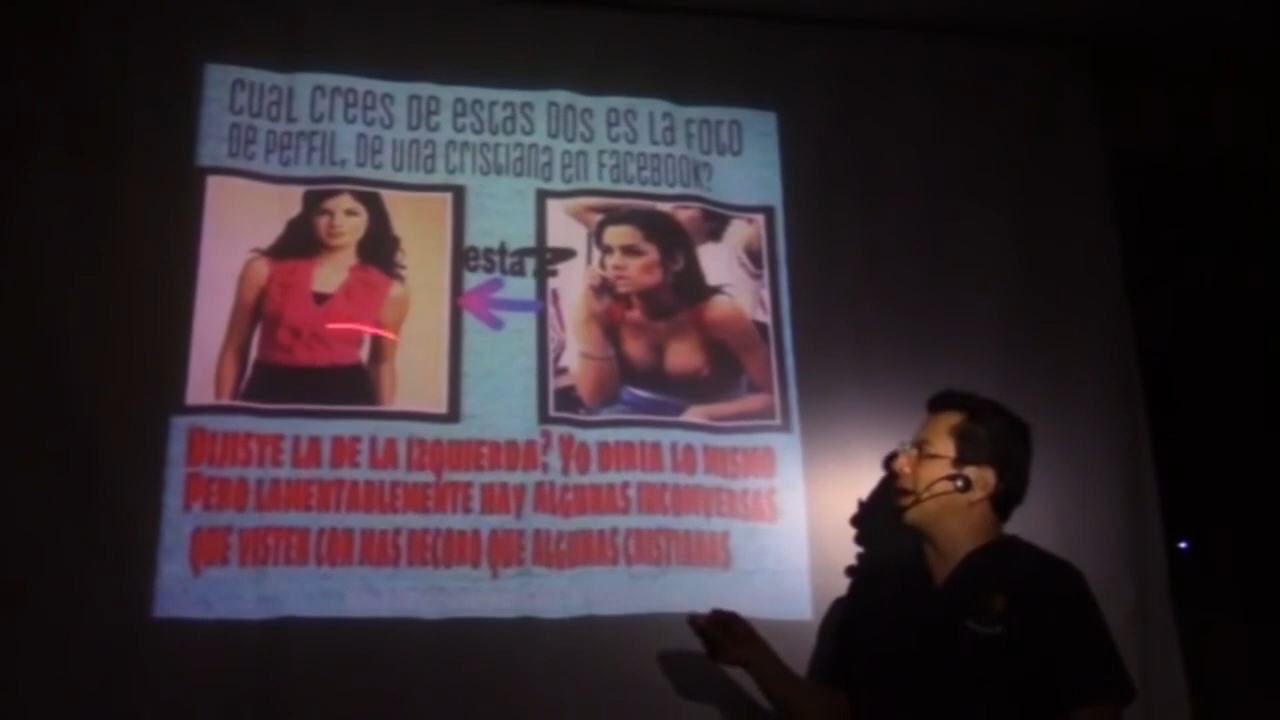 CUAL CREES DE ESTAS DOS ES LA FOTO
DE PERFIL, DE UNA CRISTIANA EN FACEBOOK?
esta?
DIJISTE LA DE LA IZQUIERDA? YO DIRIA LO MISMO
PERO LAMENTABLEMENTE HAY ALGUNAS INCONVERSAS
QUE VISTEN CON MAS DECORO QUE ALGUNAS CRISTIANAS